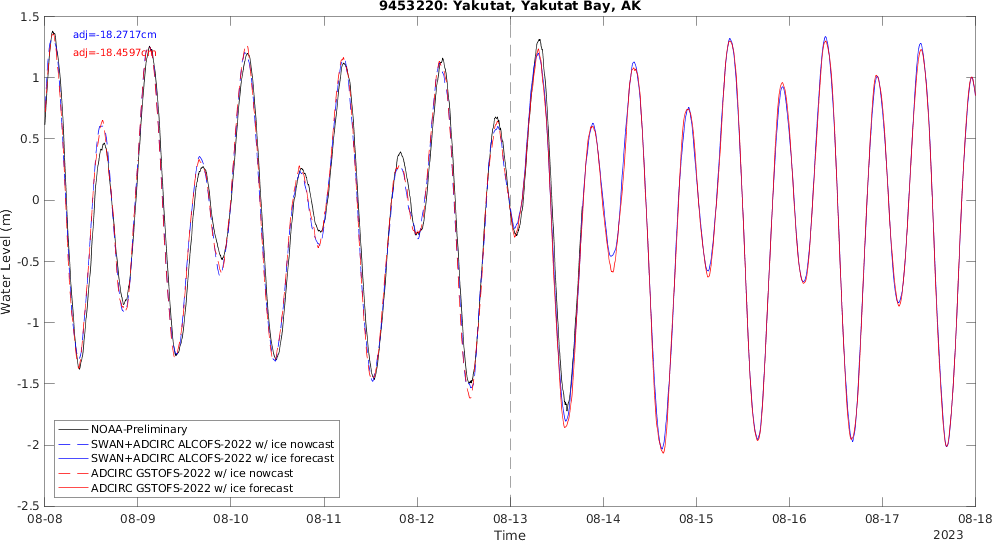 9453220: Yakutat, Yakutat Bay, AK
adj=-18.2717cm
adj=-18.4597cm
1.5
1
0.5
0
-0.5
-1
-1.5
-2
-2.5
Water Level (m)
NOAA-Preliminary
SWAN+ADCIRC ALCOFS-2022 w/ ice nowcast
SWAN+ADCIRC ALCOFS-2022 w/ ice forecast
ADCIRC GSTOFS-2022 w/ ice nowcast
ADCIRC GSTOFS-2022 w/ ice forecast
08-08 08-09 08-10 08-11 08-12 08-13 08-14 08-15 08-16 08-17 08-18
Time
2023